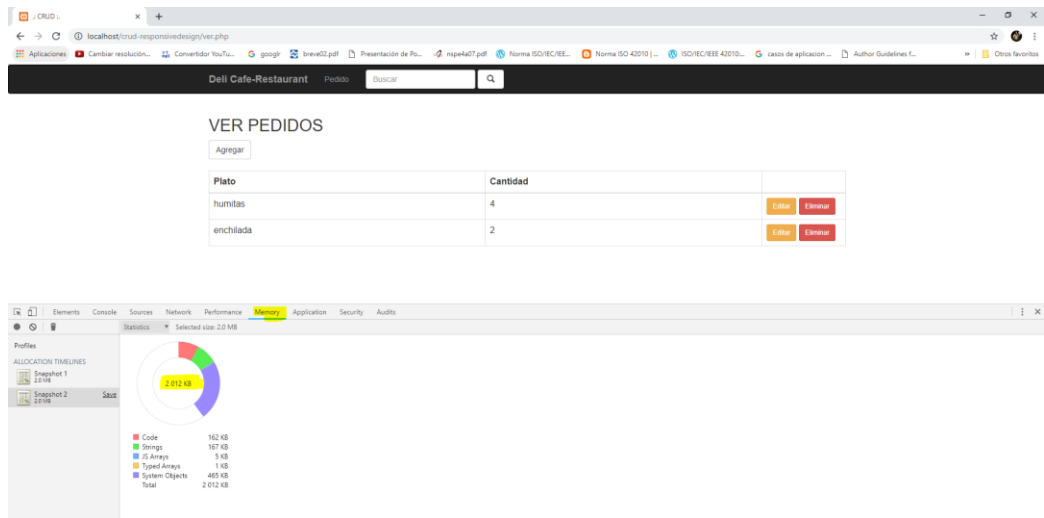 : CRUD :.
localhost/crud-responsivedesign/ver.php
Aplicaciones Cambiar resolución... Convertidor YouTu... googlr breve02.pdf Presentación de Po... nspe4a07.pdf Norma ISO/IEC/IEE... Norma ISO 42010 | ... ISO/IEC/IEEE 42010:... casos de aplicacion ... Author Guidelines f... » Otros favoritos
Deli Cafe-Restaurant Pedido Buscar
VER PEDIDOS
Agregar
Plato Cantidad
humitas 4 Editar Eliminar
enchilada 2 Editar Eliminar
Elements Console Sources Network Performance Memory Application Security Audits
Statistics Selected size: 2.0 MB
Profiles
ALLOCATION TIMELINES
Snapshot 1
2.0 MB
Snapshot 2 Save
2.0 MB
2 012 KB
Code 162 KB
Strings 167 KB
JS Arrays 5 KB
Typed Arrays 1 KB
System Objects 465 KB
Total 2 012 KB